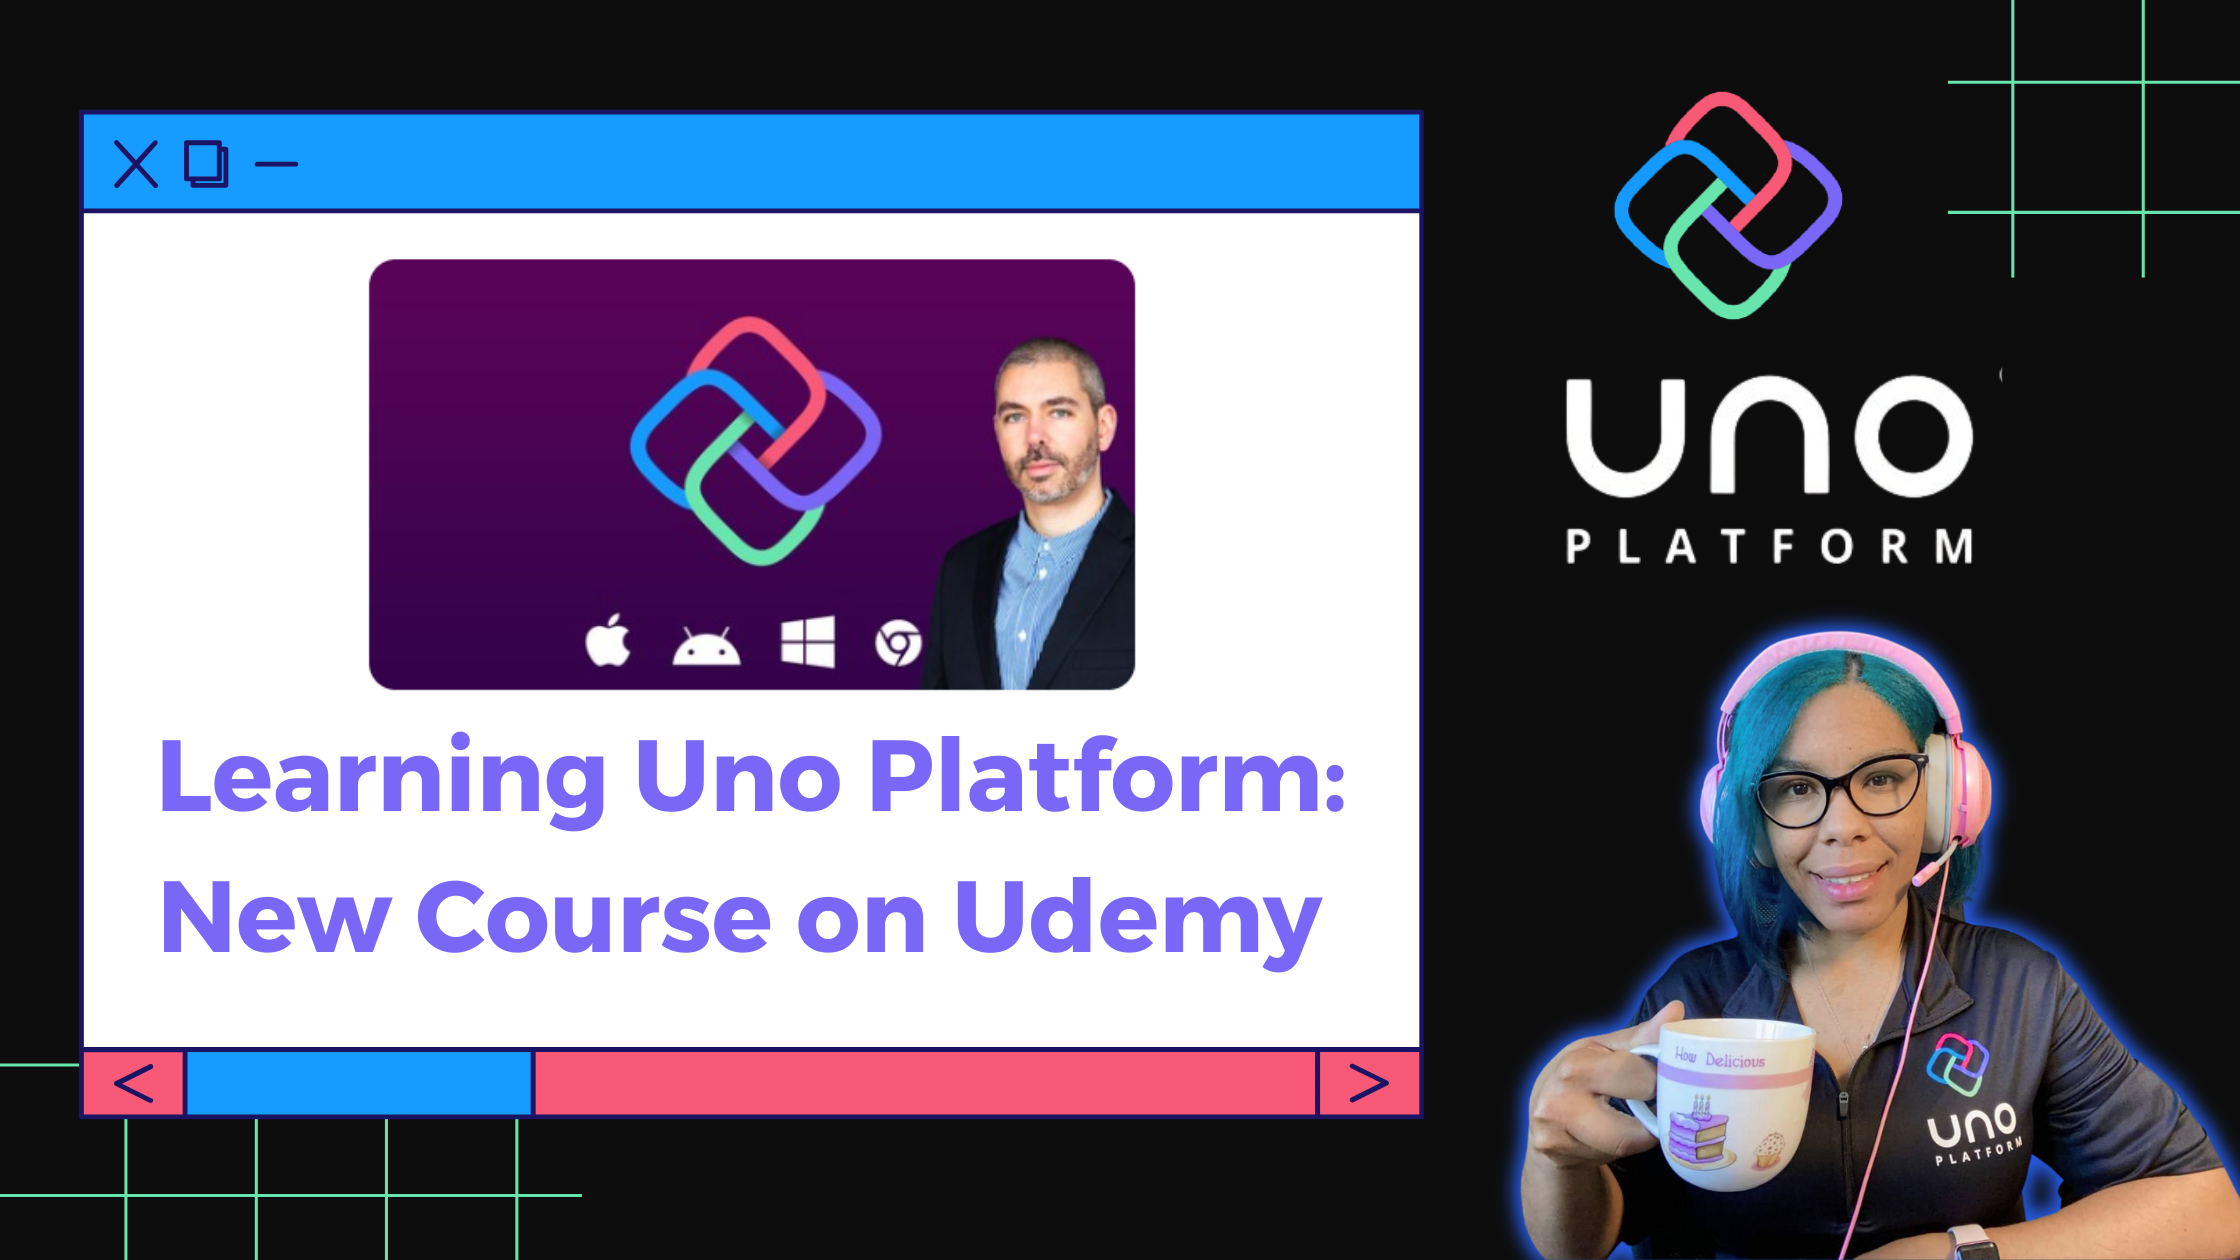 Learning Uno Platform:
New Course on Udemy
UNO
PLATFORM
How Delicious
UNO
PLATFORM